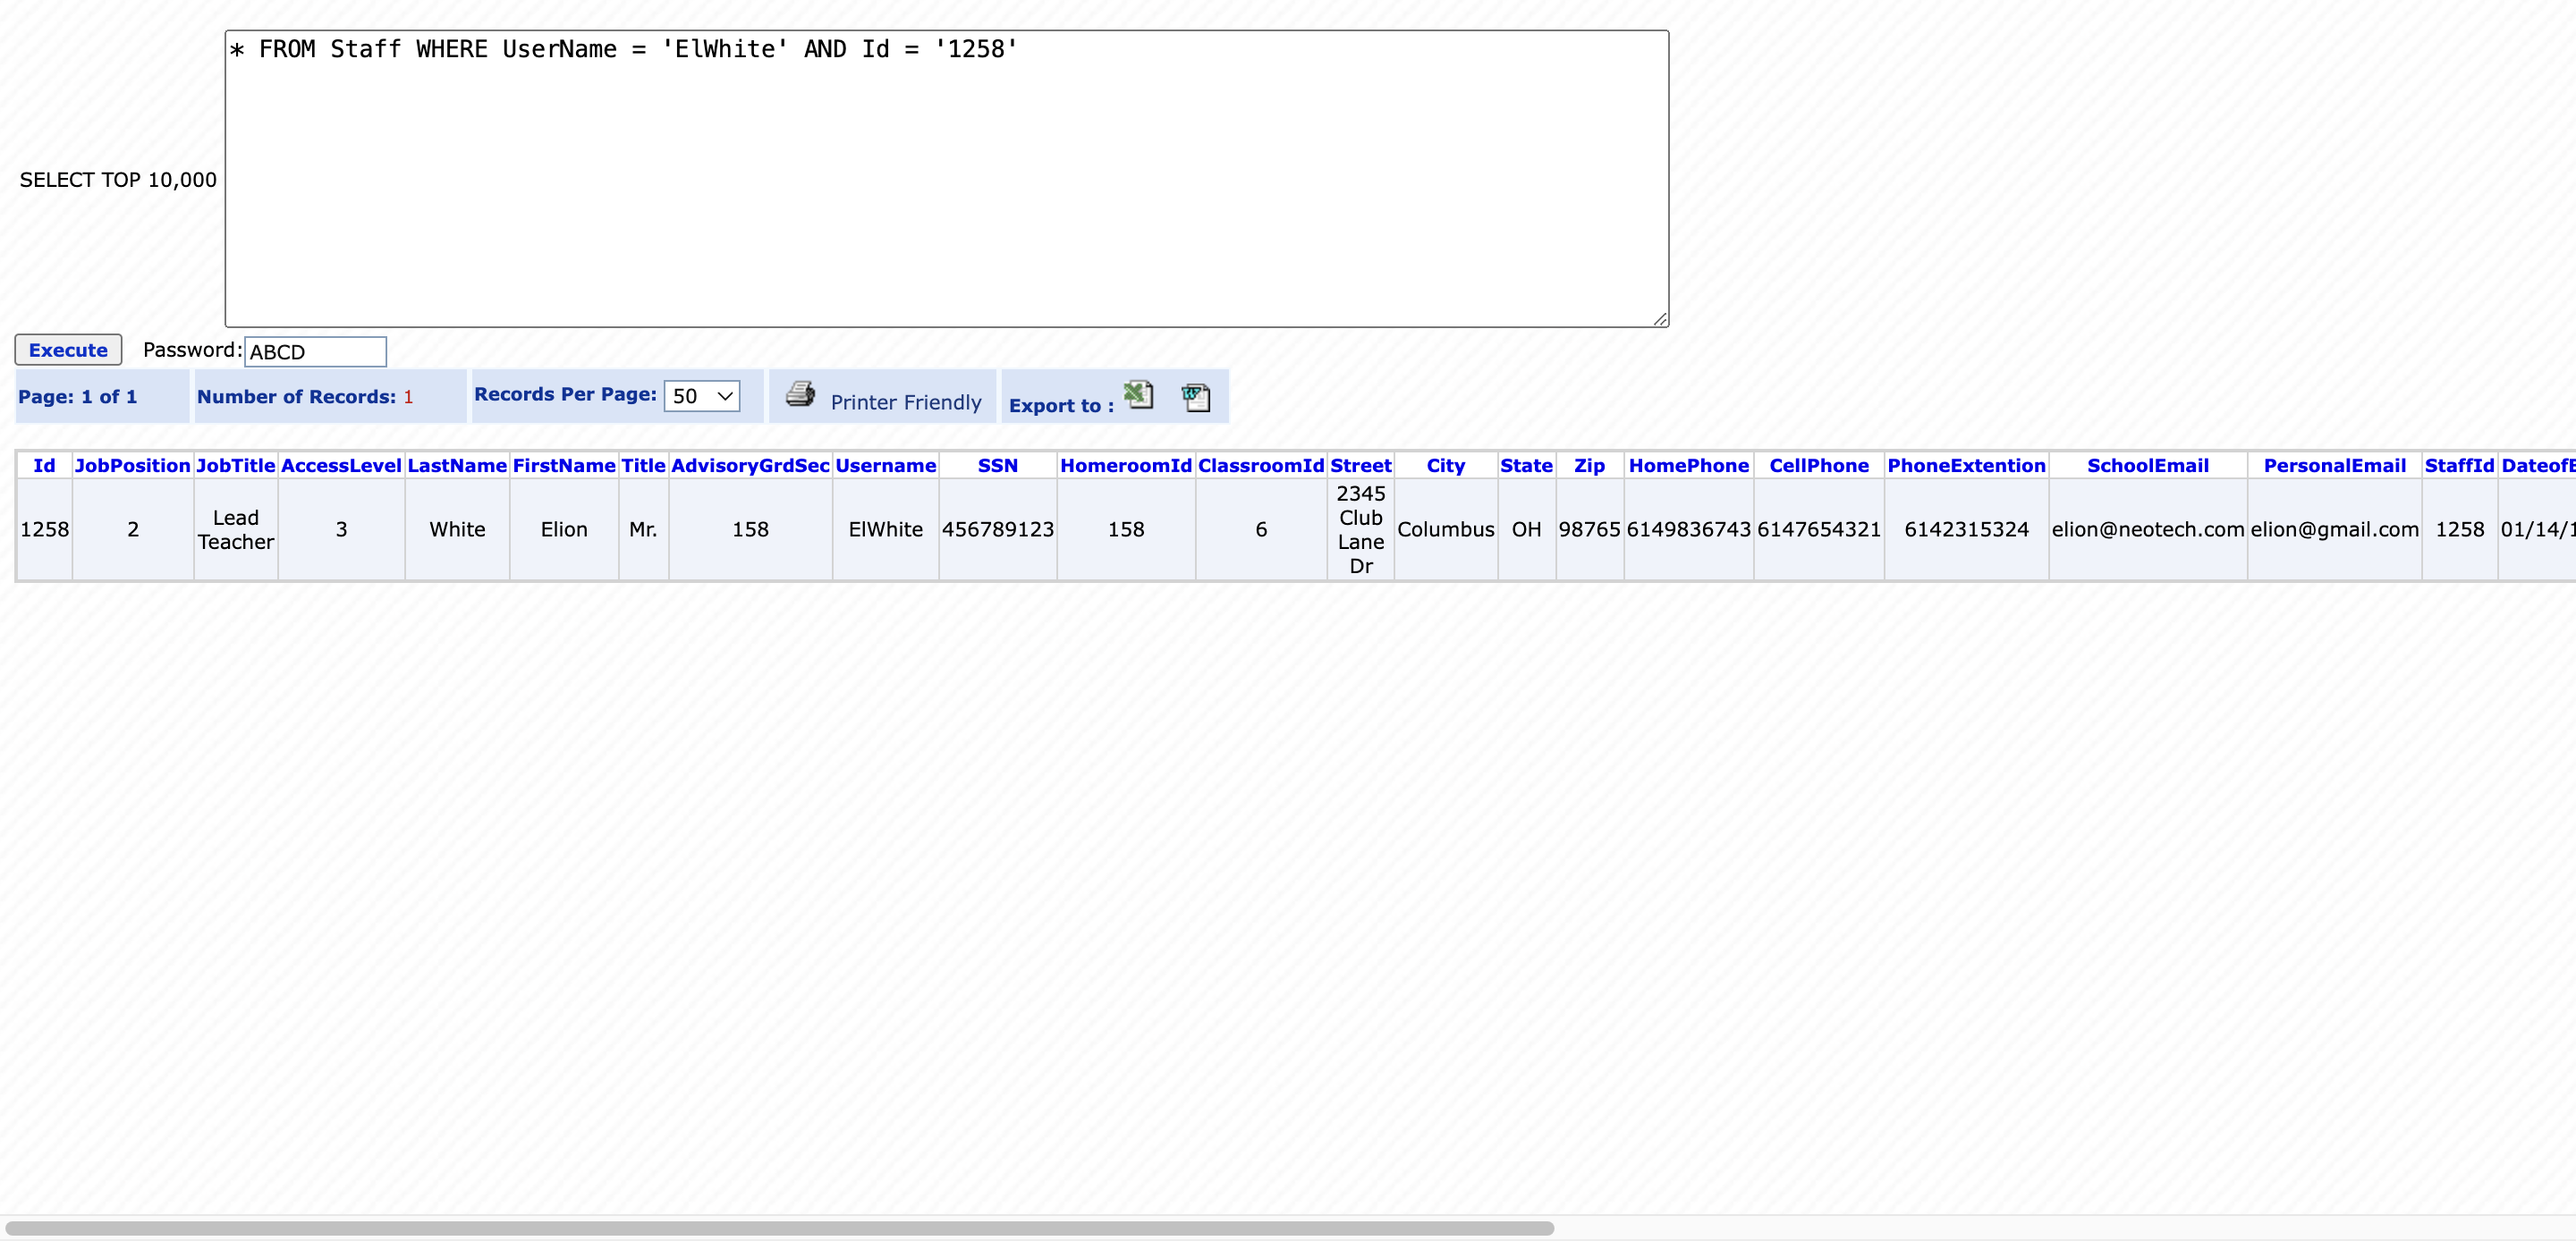 * FROM Staff WHERE UserName = 'ElWhite' AND Id = '1258'
SELECT TOP 10,000
Execute Password: ABCD
Page: 1 of 1 Number of Records: 1 Records Per Page: 50 Printer Friendly Export to :
Id JobPosition JobTitle AccessLevel LastName FirstName Title AdvisoryGrdSec Username SSN HomeroomId ClassroomId Street City State Zip HomePhone CellPhone PhoneExtention SchoolEmail PersonalEmail StaffId
1258 2 Lead Teacher 3 White Elion Mr. 158 ElWhite 456789123 158 6 2345 Club Lane Dr Columbus OH 98765 6149836743 6147654321 6142315324 elion@neotech.com elion@gmail.com 1258 01/14/1